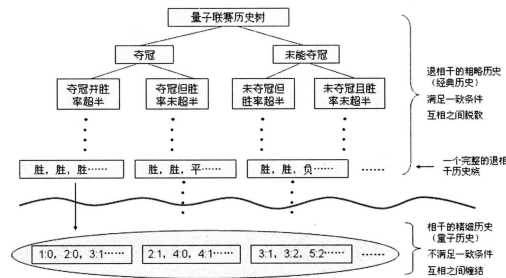 量子联赛历史树
夺冠
未能夺冠
夺冠并胜
率超半
夺冠但胜
率未超半
未夺冠但
胜率超半
未夺冠且胜
率未超半
退相干的粗略历史
(经典历史)
满足一致条件
互相之间脱散
胜,胜,胜……
胜,胜,平……
胜,胜,负……
……
一个完整的退相
干历史族
1:0, 2:0, 3:1……
2:1, 4:0, 4:1……
3:1, 3:2, 5:2……
……
相干的精细历史
(量子历史)
不满足一致条件
互相之间缠结